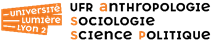 université
Lumière
Lyon 2
UFR Anthropologie
Sociologie
Science Politique